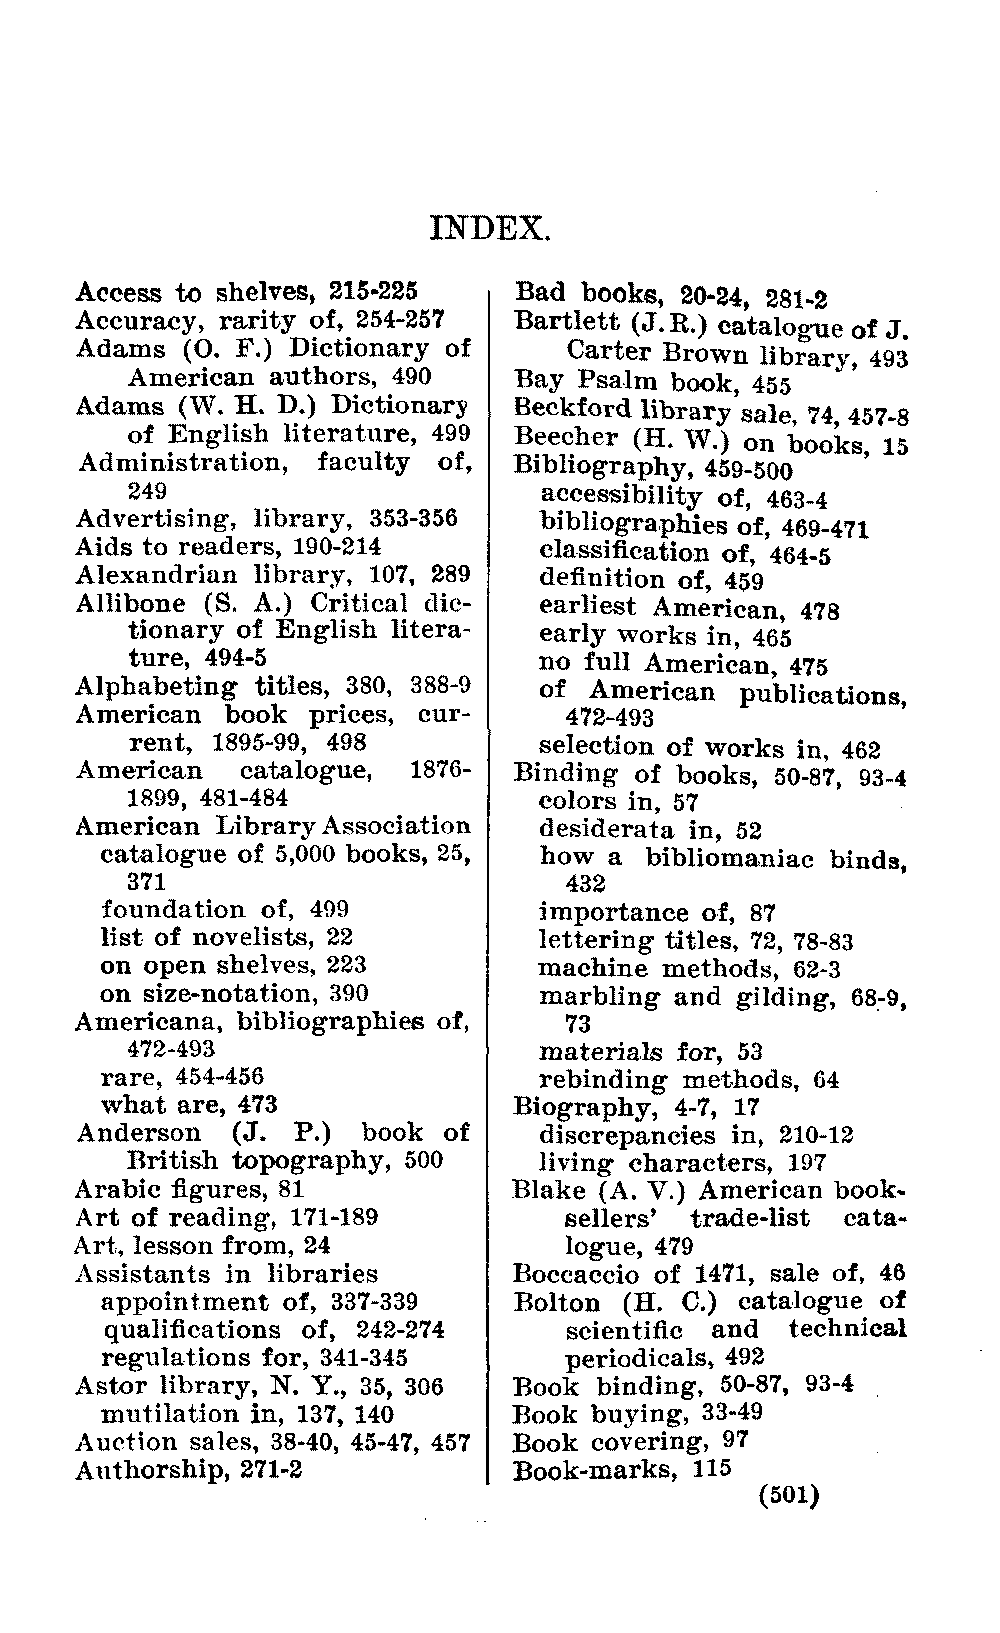 INDEX.
Access to shelves, 215-225
Accuracy, rarity of, 254-257
Adams (O. F.) Dictionary of
American authors, 490
Adams (W. H. D.) Dictionary
of English literature, 499
Administration, faculty of,
249
Advertising, library, 353-356
Aids to readers, 190-214
Alexandrian library, 107, 289
Allibone (S. A.) Critical dic-
tionary of English litera-
ture, 494-5
Alphabeting titles, 380, 388-9
American book prices, cur-
rent, 1895-99, 498
American catalogue, 1876-
1899, 481-484
American Library Association
catalogue of 5,000 books, 25,
371
foundation of, 499
list of novelists, 22
on open shelves, 223
on size-notation, 390
Americana, bibliographies of,
472-493
rare, 454-456
what are, 473
Anderson (J. P.) book of
British topography, 500
Arabic figures, 81
Art of reading, 171-189
Art, lesson from, 24
Assistants in libraries
appointment of, 337-339
qualifications of, 242-274
regulations for, 341-345
Astor library, N. Y., 35, 306
mutilation in, 137, 140
Auction sales, 38-40, 45-47, 457
Authorship, 271-2
Bad books, 20-24, 281-2
Bartlett (J. R.) catalogue of J.
Carter Brown library, 493
Bay Psalm book, 455
Beckford library sale, 74, 457-8
Beecher (H. W.) on books, 15
Bibliography, 459-500
accessibility of, 463-4
bibliographies of, 469-471
classification of, 464-5
definition of, 459
earliest American, 478
early works in, 465
no full American, 475
of American publications,
472-493
selection of works in, 462
Binding of books, 50-87, 93-4
colors in, 57
desiderata in, 52
how a bibliomaniac binds,
432
importance of, 87
lettering titles, 72, 78-83
machine methods, 62-3
marbling and gilding, 68-9,
73
materials for, 53
rebinding methods, 64
Biography, 4-7, 17
discrepancies in, 210-12
living characters, 197
Blake (A. V.) American book-
sellers' trade-list cata-
logue, 479
Boccaccio of 1471, sale of, 46
Bolton (H. C.) catalogue of
scientific and technical
periodicals, 492
Book binding, 50-87, 93-4
Book buying, 33-49
Book covering, 97
Book-marks, 115
(501)